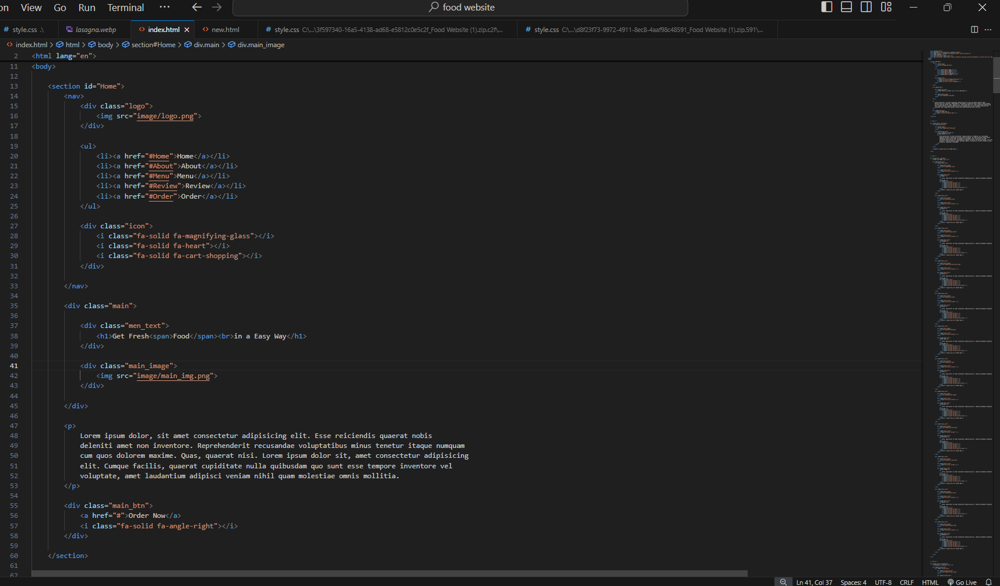 on View Go Run Terminal ··· food website
style.css .\ lasagna.webp index.html new.html style.css C:\...\3f597340-16a5-4138-ad68-e5812c0e5c2f_Food Website (1).zip.c2f\... style.css C:\...\d8f23f73-9972-4911-8ec8-4aaf98c48591_Food Website (1).zip.591\...
index.html > html > body > section#Home > div.main > div.main_image
2 <html lang="en">
11 <body>
12
13 <section id="Home">
14 <nav>
15 <div class="logo">
16 <img src="image/logo.png">
17 </div>
18
19 <ul>
20 <li><a href="#Home">Home</a></li>
21 <li><a href="#About">About</a></li>
22 <li><a href="#Menu">Menu</a></li>
23 <li><a href="#Review">Review</a></li>
24 <li><a href="#Order">Order</a></li>
25 </ul>
26
27 <div class="icon">
28 <i class="fa-solid fa-magnifying-glass"></i>
29 <i class="fa-solid fa-heart"></i>
30 <i class="fa-solid fa-cart-shopping"></i>
31 </div>
32
33 </nav>
34
35 <div class="main">
36
37 <div class="men_text">
38 <h1>Get Fresh<span>Food</span><br>in a Easy Way</h1>
39 </div>
40
41 <div class="main_image">
42 <img src="image/main_img.png">
43 </div>
44
45 </div>
46
47 <p>
48 Lorem ipsum dolor, sit amet consectetur adipisicing elit. Esse reiciendis quaerat nobis
49 deleniti amet non inventore. Reprehenderit recusandae voluptatibus minus tenetur itaque numquam
50 cum quos dolorem maxime. Quas, quaerat nisi. Lorem ipsum dolor sit, amet consectetur adipisicing
51 elit. Cumque facilis, quaerat cupiditate nulla quibusdam quo sunt esse tempore inventore vel
52 voluptate, amet laudantium adipisci veniam nihil quam molestiae omnis mollitia.
53 </p>
54
55 <div class="main_btn">
56 <a href="#">Order Now</a>
57 <i class="fa-solid fa-angle-right"></i>
58 </div>
59
60 </section>
61
62
Ln 41, Col 37 Spaces: 4 UTF-8 CRLF HTML Go Live